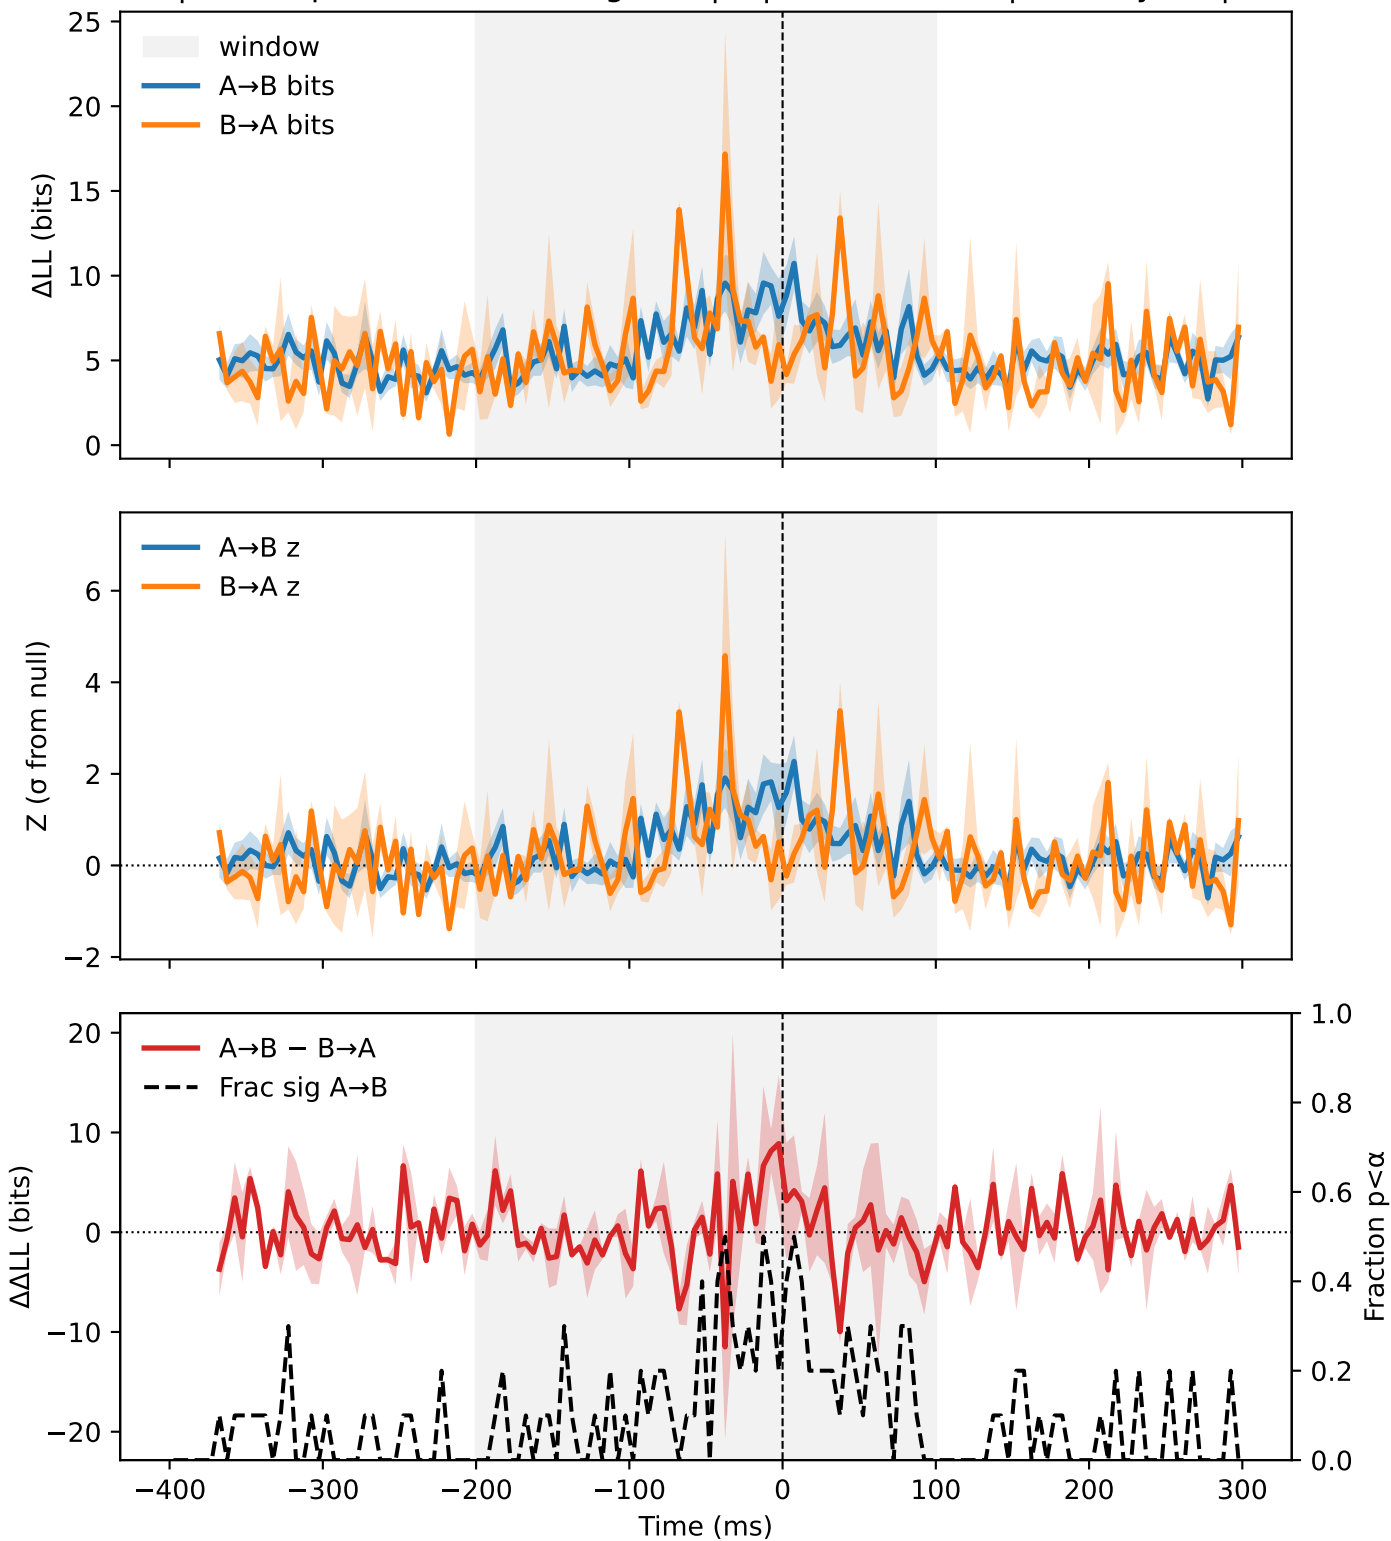 25
20
15
10
5
0
ΔLL (bits)
window
A→B bits
B→A bits
6
4
2
0
−2
Z (σ from null)
A→B z
B→A z
20
10
0
−10
−20
ΔΔLL (bits)
A→B − B→A
Frac sig A→B
1.0
0.8
0.6
0.4
0.2
0.0
Fraction p<α
−400 −300 −200 −100 0 100 200 300
Time (ms)